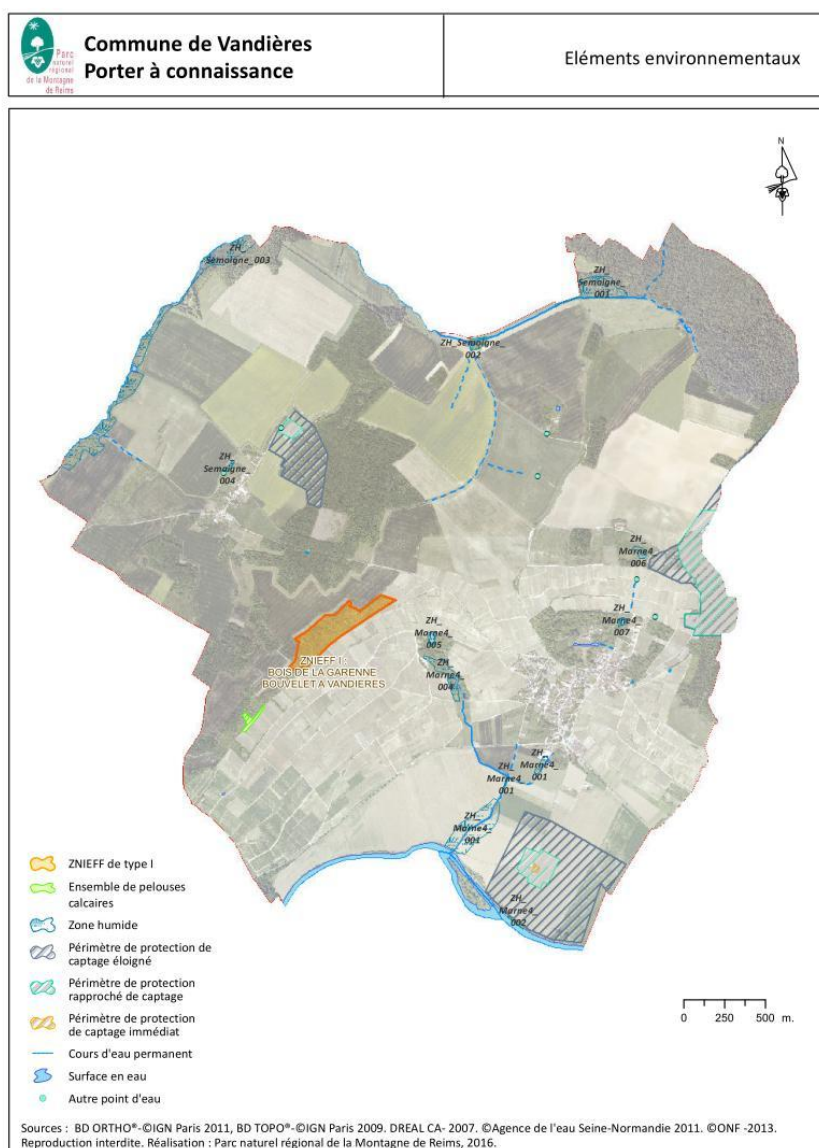 Parc
naturel
régional
de la Montagne
de Reims
Commune de Vandières
Porter à connaissance
Eléments environnementaux
N
ZH_
Semoigne_003
ZH_
Semoigne_
001
ZH_Semoigne_
002
ZH_
Semoigne_
004
ZH_
Marne4_
006
ZH_
Marne4_
007
ZH_
Marne4_
005
ZH_
Marne4_
004
ZNIEFF I :
BOIS DE LA GARENNE
BOUVELET A VANDIERES
ZH_
Marne4_
001
ZH_
Marne4_
001
ZH_
Marne4_
001
ZH_
Marne4_
002
ZNIEFF de type I
Ensemble de pelouses
calcaires
Zone humide
Périmètre de protection de
captage éloigné
Périmètre de protection
rapproché de captage
Périmètre de protection
de captage immédiat
Cours d'eau permanent
Surface en eau
Autre point d'eau
0 250 500 m.
Sources : BD ORTHO®-©IGN Paris 2011, BD TOPO®-©IGN Paris 2009. DREAL CA- 2007. ©Agence de l'eau Seine-Normandie 2011. ©ONF -2013.
Reproduction interdite. Réalisation : Parc naturel régional de la Montagne de Reims, 2016.